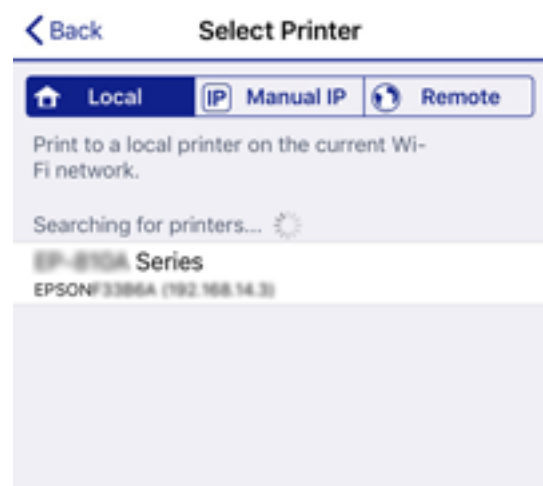 Back Select Printer
Local IP Manual IP Remote
Print to a local printer on the current Wi-
Fi network.
Searching for printers...
Series
EPSON